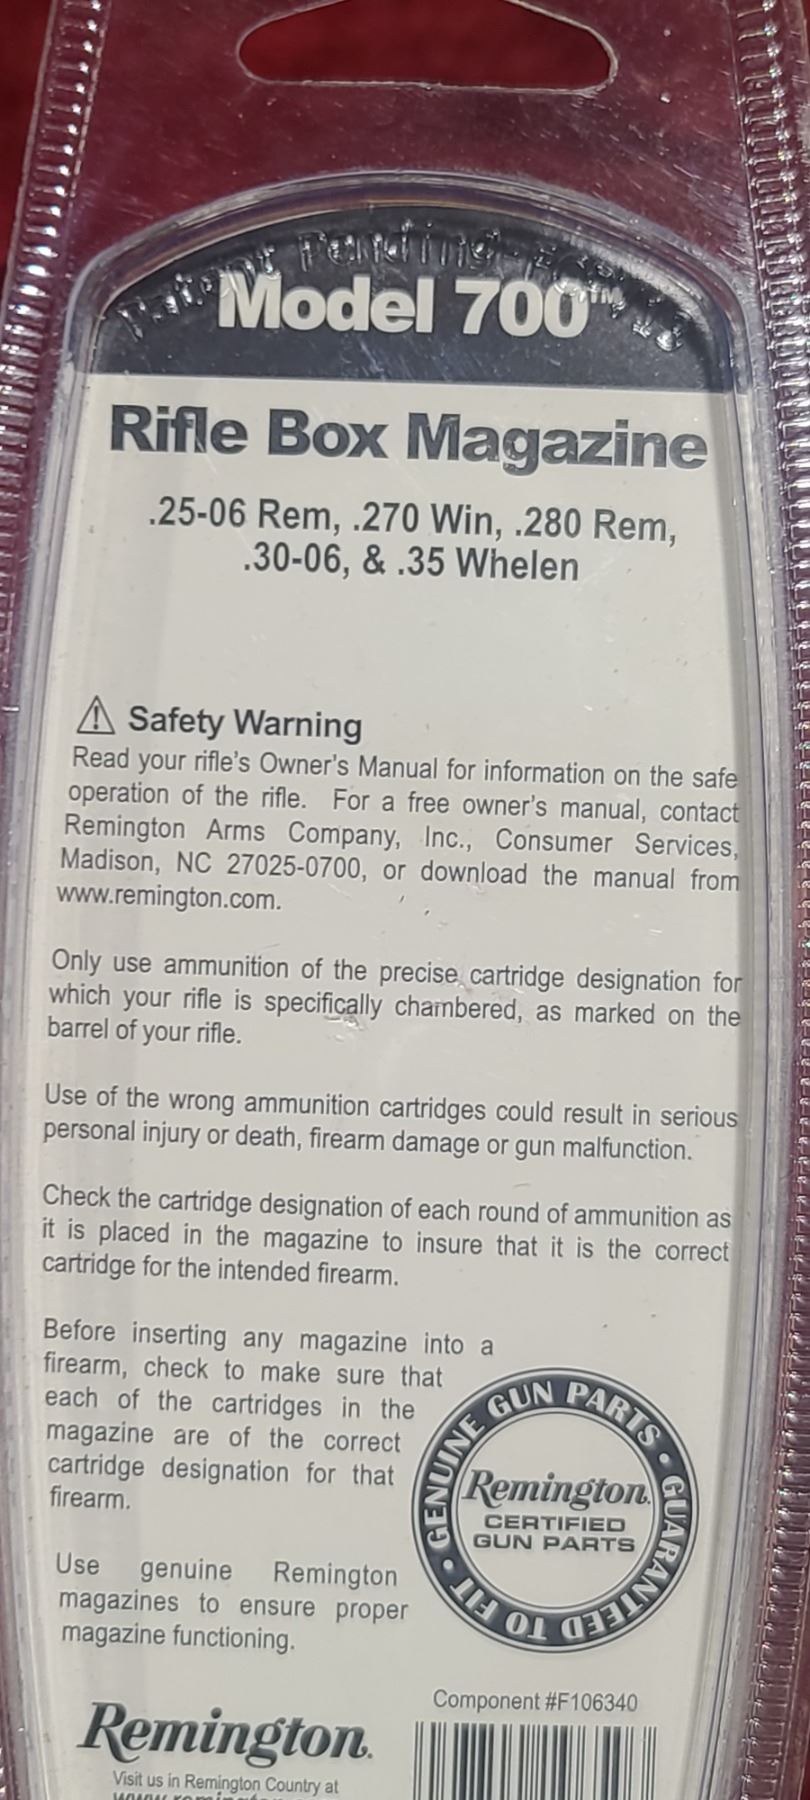 Patent Pending
Model 700™
Rifle Box Magazine
.25-06 Rem, .270 Win, .280 Rem,
.30-06, & .35 Whelen
⚠ Safety Warning
Read your rifle's Owner's Manual for information on the safe
operation of the rifle. For a free owner's manual, contact
Remington Arms Company, Inc., Consumer Services,
Madison, NC 27025-0700, or download the manual from
www.remington.com.
Only use ammunition of the precise cartridge designation for
which your rifle is specifically chambered, as marked on the
barrel of your rifle.
Use of the wrong ammunition cartridges could result in serious
personal injury or death, firearm damage or gun malfunction.
Check the cartridge designation of each round of ammunition as
it is placed in the magazine to insure that it is the correct
cartridge for the intended firearm.
Before inserting any magazine into a
firearm, check to make sure that
each of the cartridges in the
magazine are of the correct
cartridge designation for that
firearm.
Use genuine Remington
magazines to ensure proper
magazine functioning.
GENUINE GUN PARTS • GUARANTEED TO FIT •
Remington.
CERTIFIED
GUN PARTS
Component #F106340
Remington.
Visit us in Remington Country at